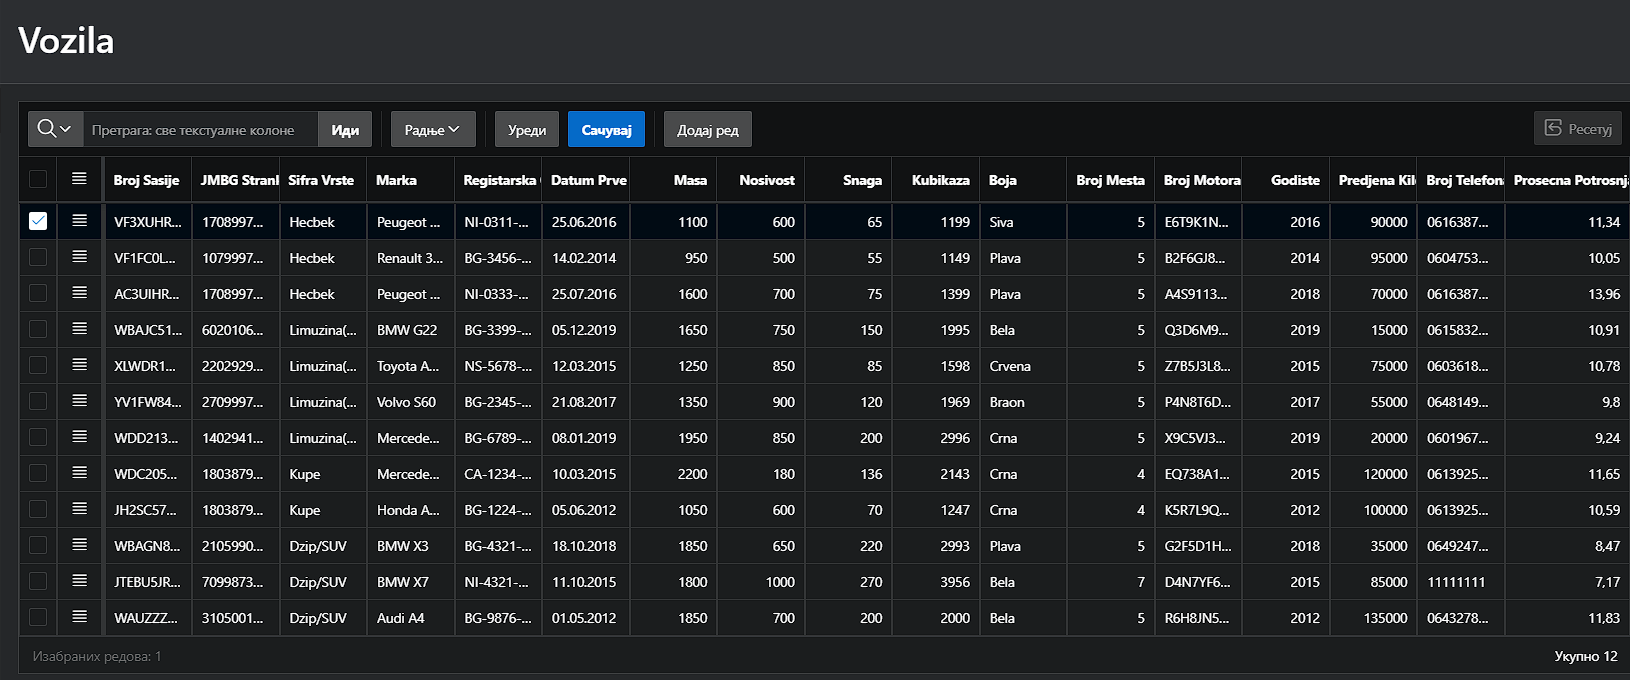 Vozila
Претрага: све текстуалне колоне Иди Радње Уреди Сачувај Додај ред Ресетуј
Broj Sasije JMBG Stranl Sifra Vrste Marka Registarska Datum Prve Masa Nosivost Snaga Kubikaza Boja Broj Mesta Broj Motora Godiste Predjena Kil Broj Telefon Prosecna Potrosnj
VF3XUHR... 1708997... Hecbek Peugeot ... NI-0311-... 25.06.2016 1100 600 65 1199 Siva 5 E6T9K1N... 2016 90000 0616387... 11,34
VF1FC0L... 1079997... Hecbek Renault 3... BG-3456-... 14.02.2014 950 500 55 1149 Plava 5 B2F6GJ8... 2014 95000 0604753... 10,05
AC3UIHR... 1708997... Hecbek Peugeot ... NI-0333-... 25.07.2016 1600 700 75 1399 Plava 5 A4S9113... 2018 70000 0616387... 13,96
WBAJC51... 6020106... Limuzina(... BMW G22 BG-3399-... 05.12.2019 1650 750 150 1995 Bela 5 Q3D6M9... 2019 15000 0615832... 10,91
XLWDR1... 2202929... Limuzina(... Toyota A... NS-5678-... 12.03.2015 1250 850 85 1598 Crvena 5 Z7B5J3L8... 2015 75000 0603618... 10,78
YV1FW84... 2709997... Limuzina(... Volvo S60 BG-2345-... 21.08.2017 1350 900 120 1969 Braon 5 P4N8T6D... 2017 55000 0648149... 9,8
WDD213... 1402941... Limuzina(... Mercede... BG-6789-... 08.01.2019 1950 850 200 2996 Crna 5 X9C5VJ3... 2019 20000 0601967... 9,24
WDC205... 1803879... Kupe Mercede... CA-1234-... 10.03.2015 2200 180 136 2143 Crna 4 EQ738A1... 2015 120000 0613925... 11,65
JH2SC57... 1803879... Kupe Honda A... BG-1224-... 05.06.2012 1050 600 70 1247 Crna 4 K5R7L9Q... 2012 100000 0613925... 10,59
WBAGN8... 2105990... Dzip/SUV BMW X3 BG-4321-... 18.10.2018 1850 650 220 2993 Plava 5 G2F5D1H... 2018 35000 0649247... 8,47
JTEBU5JR... 7099873... Dzip/SUV BMW X7 NI-4321-... 11.10.2015 1800 1000 270 3956 Bela 7 D4N7YF6... 2015 85000 11111111 7,17
WAUZZZ... 3105001... Dzip/SUV Audi A4 BG-9876-... 01.05.2012 1850 700 200 2000 Bela 5 R6H8JN5... 2012 135000 0643278... 11,83
Изабраних редова: 1 Укупно 12